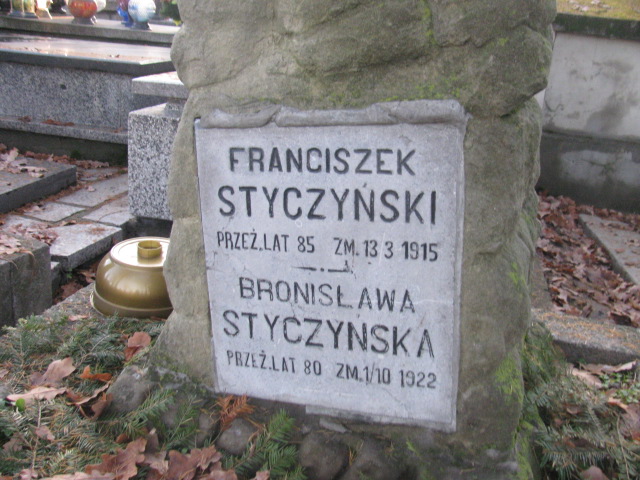 FRANCISZEK
STYCZYŃSKI
PRZEŻ.LAT 85 ZM.13 3 1915
BRONISŁAWA
STYCZYNSKA
PRZEŻ.LAT 80 ZM.1/10 1922